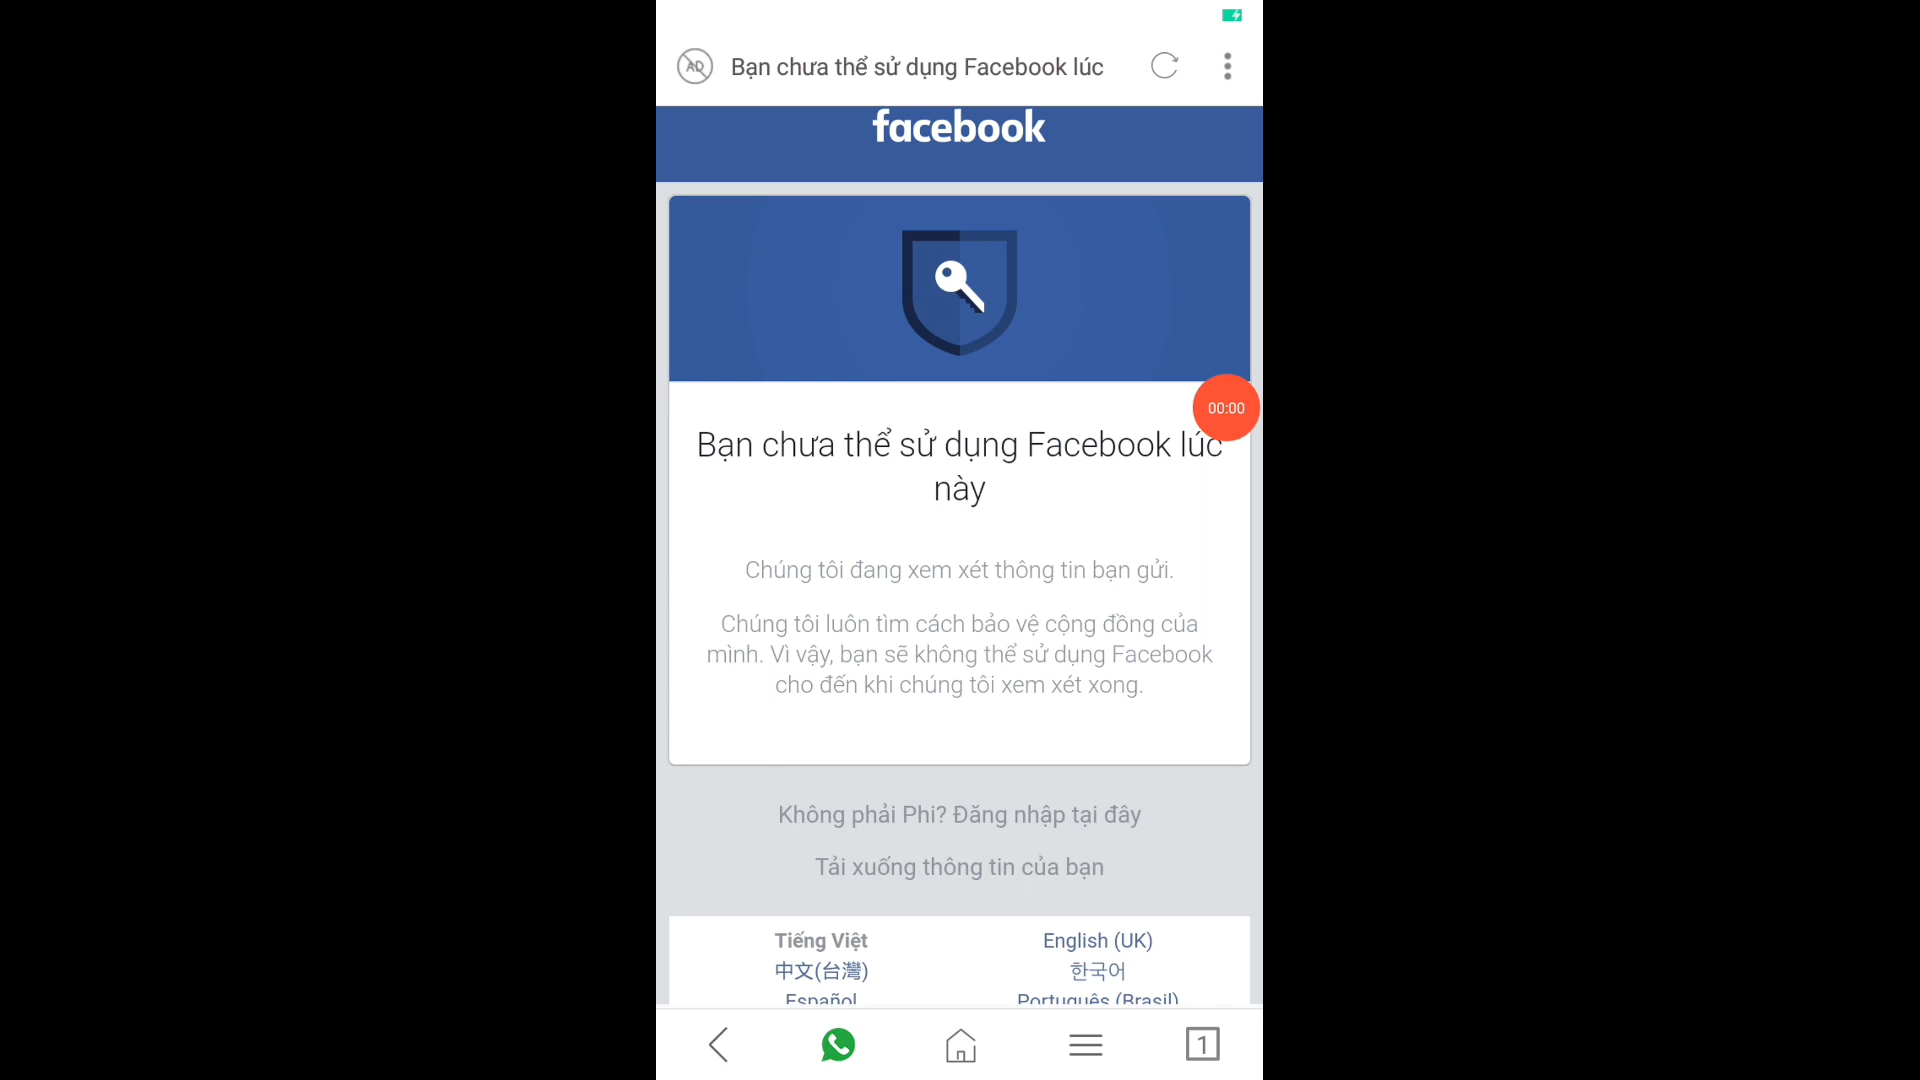 AD Bạn chưa thể sử dụng Facebook lúc
facebook
00:00
Bạn chưa thể sử dụng Facebook lúc
này
Chúng tôi đang xem xét thông tin bạn gửi.
Chúng tôi luôn tìm cách bảo vệ cộng đồng của
mình. Vì vậy, bạn sẽ không thể sử dụng Facebook
cho đến khi chúng tôi xem xét xong.
Không phải Phi? Đăng nhập tại đây
Tải xuống thông tin của bạn
Tiếng Việt English (UK)
中文(台灣) 한국어
Español Português (Brasil)
1